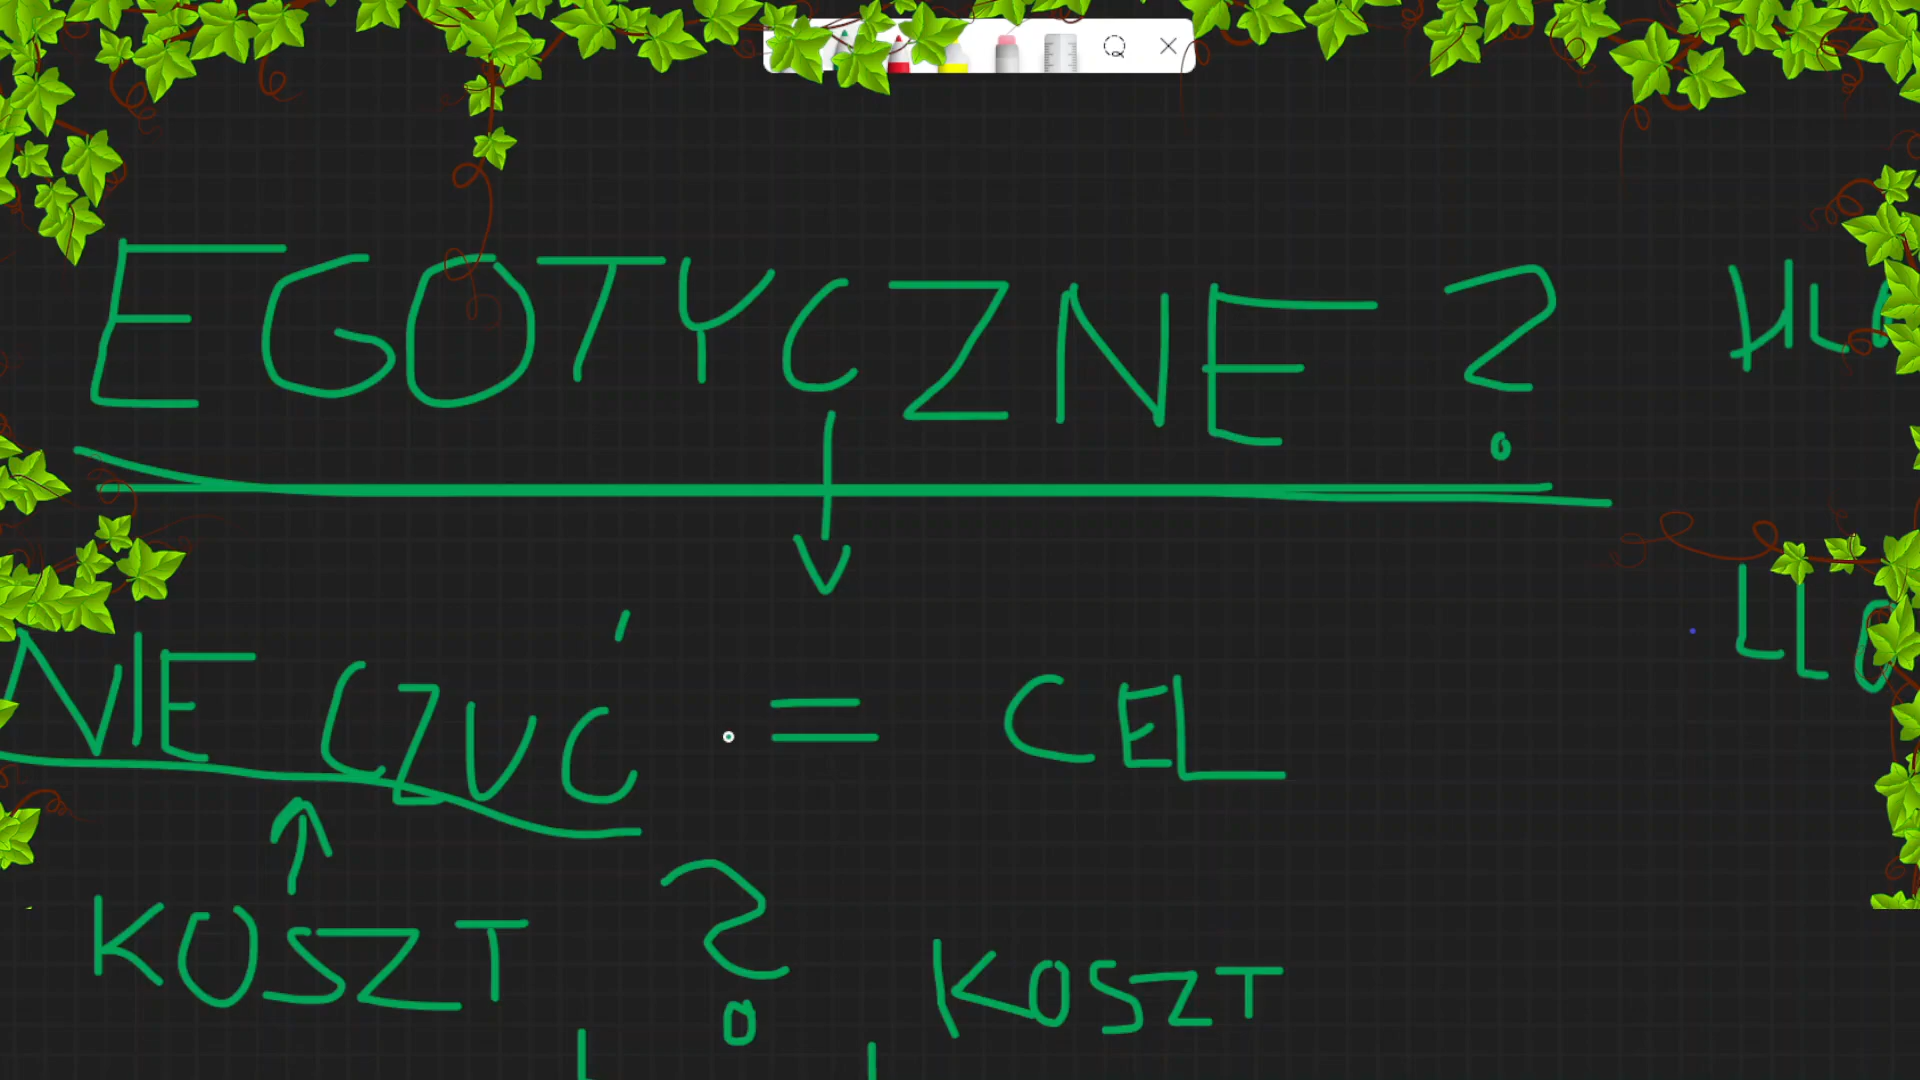 EGOTYCZNE?
NIE CZUĆ = CEL
KOSZT ? KOSZT